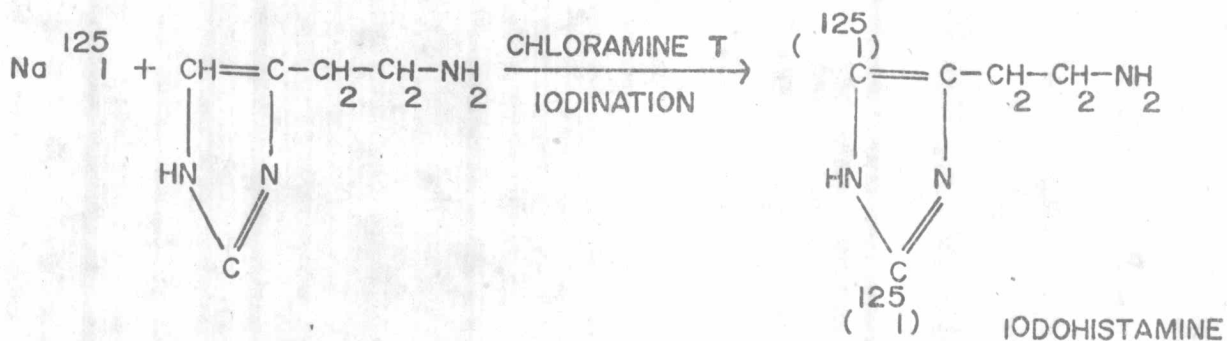 125 CHLORAMINE T 125
Na I + CH=C-CH-CH-NH ( I)
2 2 2 IODINATION C=C-CH-CH-NH
2 2 2
HN N HN N
C C
125
( I) IODOHISTAMINE